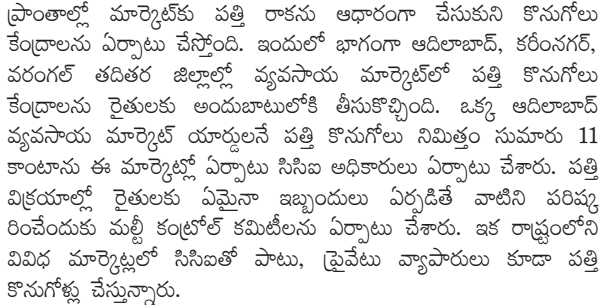 ప్రాంతాల్లో మార్కెట్‌కు పత్తి రాకను ఆధారంగా చేసుకుని కొనుగోలు
కేంద్రాలను ఏర్పాటు చేస్తోంది. ఇందులో భాగంగా ఆదిలాబాద్, కరీంనగర్,
వరంగల్ తదితర జిల్లాల్లో వ్యవసాయ మార్కెట్‌లో పత్తి కొనుగోలు
కేంద్రాలను రైతులకు అందుబాటులోకి తీసుకొచ్చింది. ఒక్క ఆదిలాబాద్
వ్యవసాయ మార్కెట్ యార్డులనే పత్తి కొనుగోలు నిమిత్తం సుమారు 11
కాంటాను ఈ మార్కెట్లో ఏర్పాటు సిసిఐ అధికారులు ఏర్పాటు చేశారు. పత్తి
విక్రయాల్లో రైతులకు ఏమైనా ఇబ్బందులు ఏర్పడితే వాటిని పరిష్క
రించేందుకు మల్టీ కంట్రోల్ కమిటీలను ఏర్పాటు చేశారు. ఇక రాష్ట్రంలోని
వివిధ మార్కెట్లలో సిసిఐతో పాటు, ప్రైవేటు వ్యాపారులు కూడా పత్తి
కొనుగోళ్లు చేస్తున్నారు.